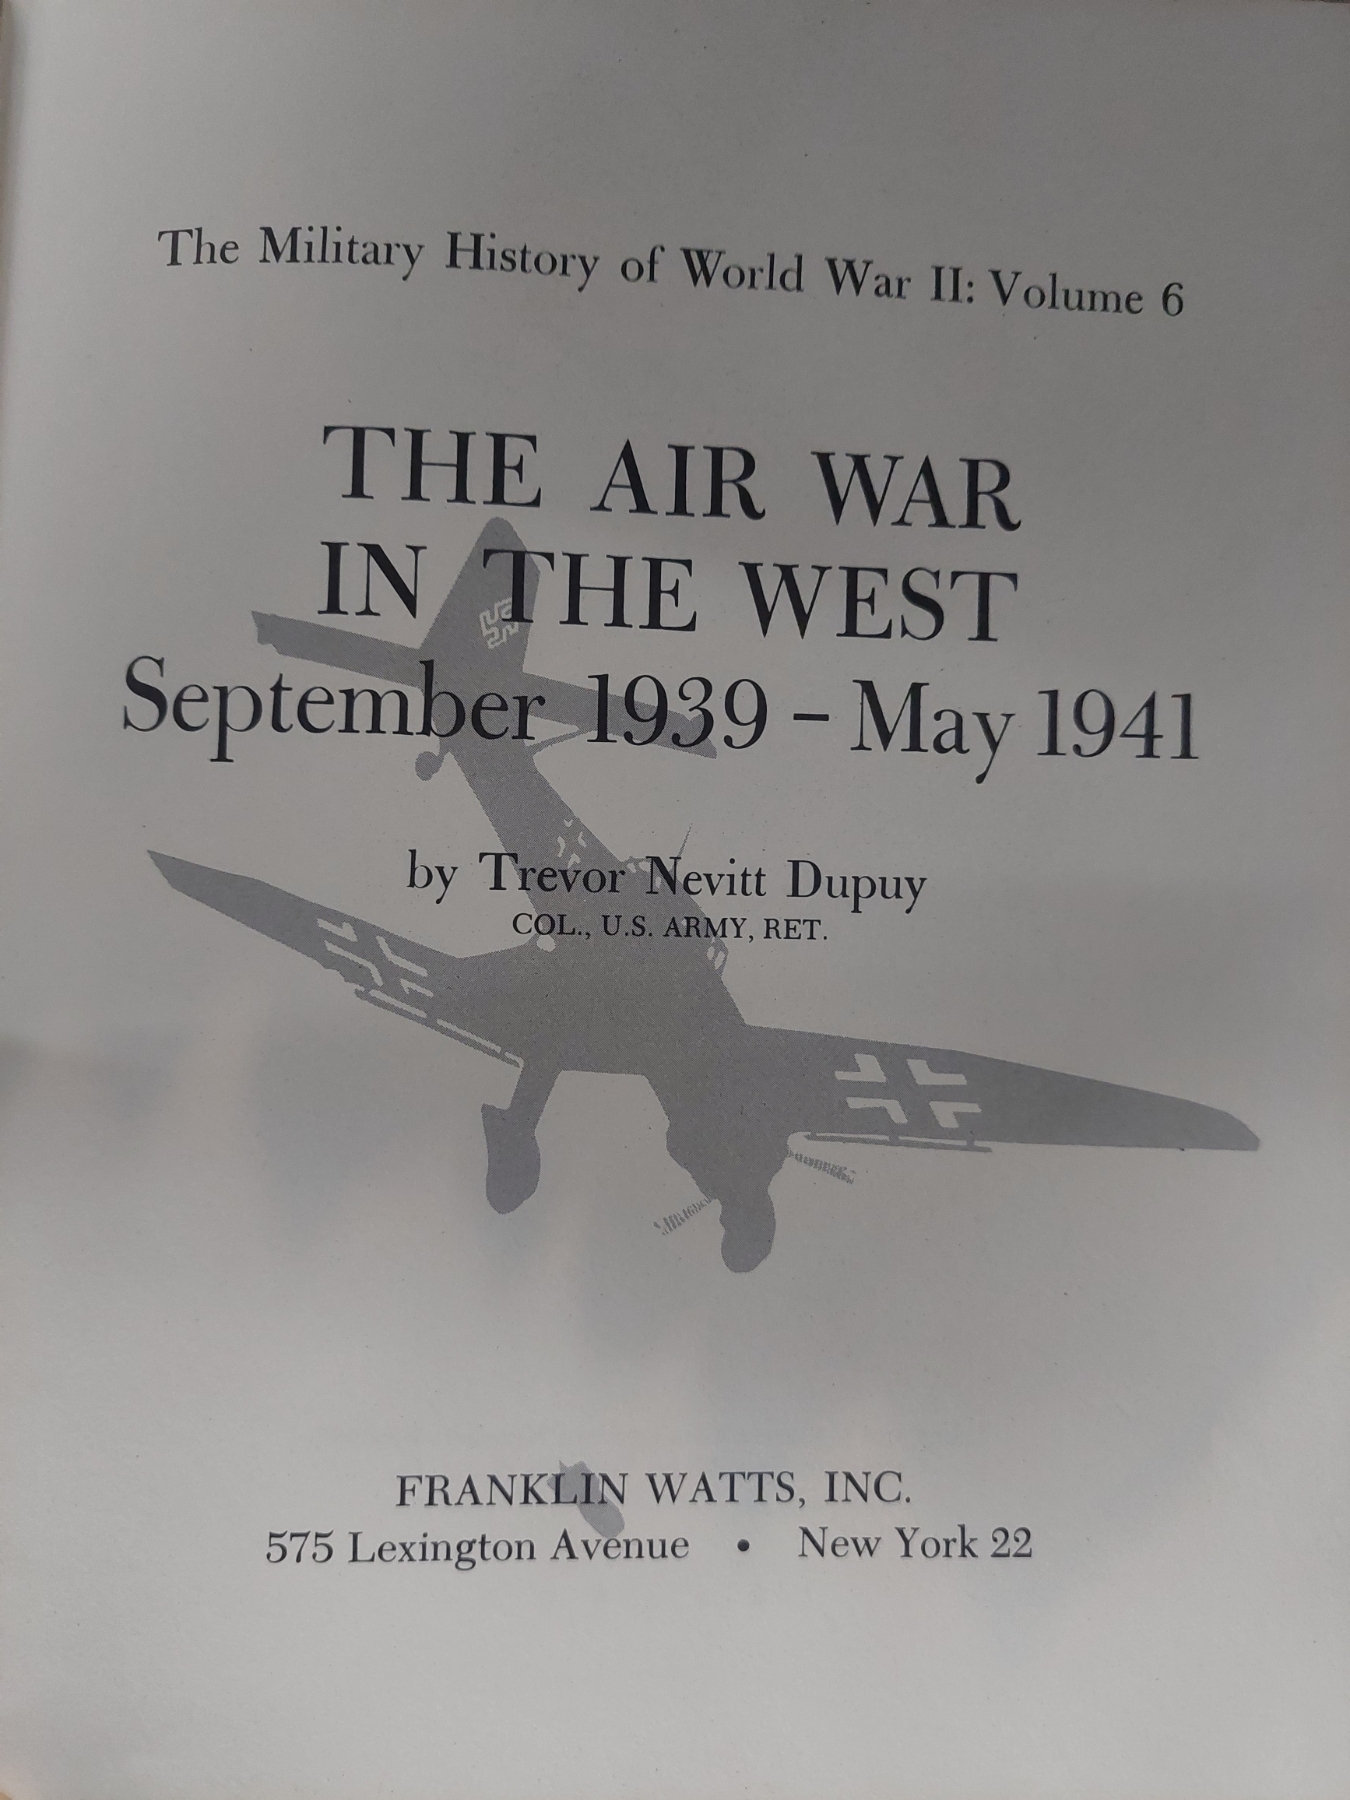 The Military History of World War II: Volume 6
THE AIR WAR
IN THE WEST
September 1939 – May 1941
by Trevor Nevitt Dupuy
COL., U.S. ARMY, RET.
FRANKLIN WATTS, INC.
575 Lexington Avenue • New York 22